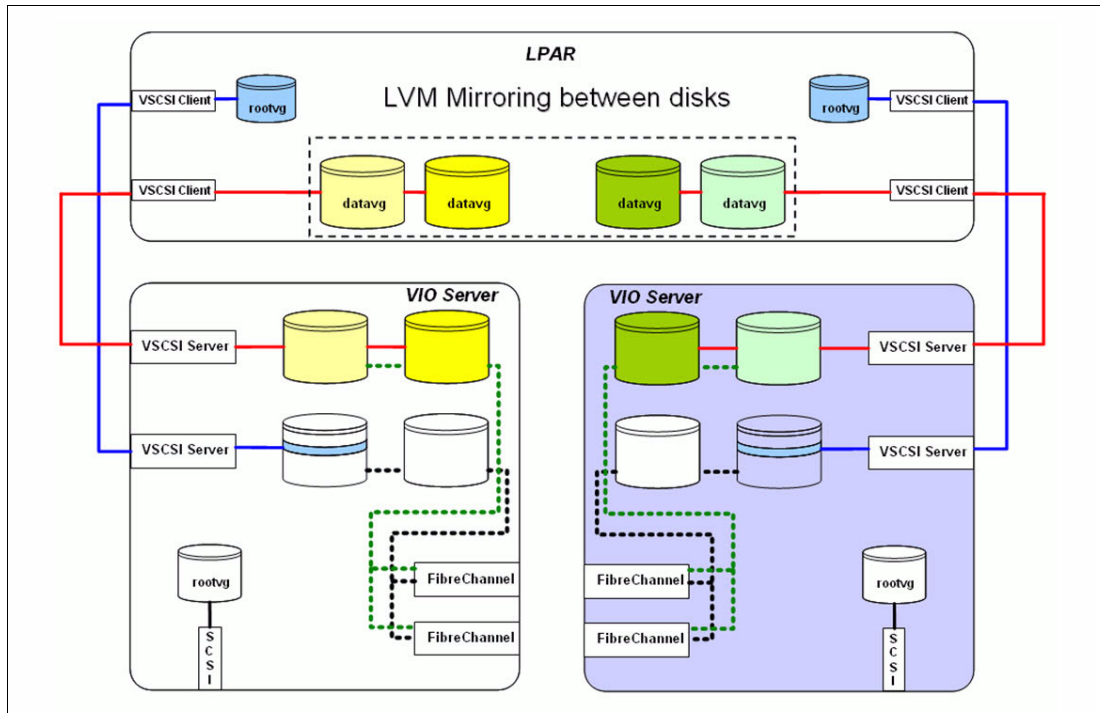 LPAR
LVM Mirroring between disks
VSCSI Client
rootvg
rootvg
VSCSI Client
VSCSI Client
datavg
datavg
datavg
datavg
VSCSI Client
VIO Server
VSCSI Server
VSCSI Server
rootvg
SCSI
FibreChannel
FibreChannel
VIO Server
VSCSI Server
VSCSI Server
FibreChannel
FibreChannel
rootvg
SCSI